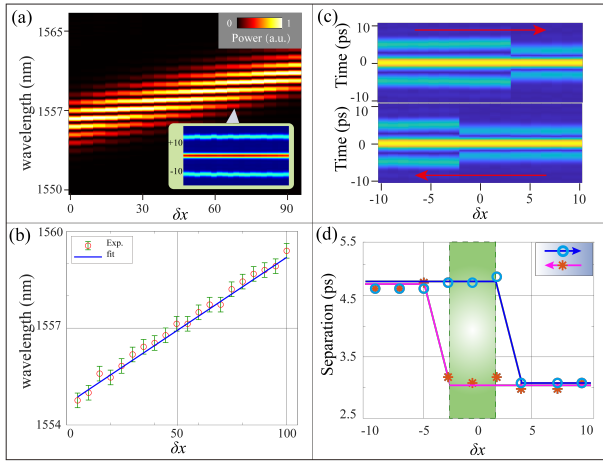 (a)
0 1
Power (a.u.)
1565
1557
1550
wavelength (nm)
+10
0
-10
0 30 60 90
δx
(c)
10
0
-10
Time (ps)
10
0
-10
Time (ps)
-10 -5 0 5 10
δx
(b)
1560
1557
1554
wavelength (nm)
Exp.
fit
0 50 100
δx
(d)
5.5
4.5
3.5
2.5
Separation (ps)
-10 -5 0 5 10
δx